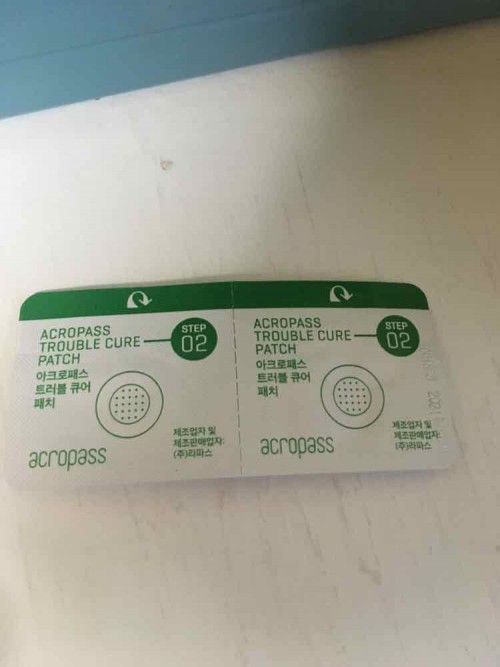 ACROPASS
TROUBLE CURE
PATCH
STEP
02
아크로패스
트러블 큐어
패치
제조업자 및
제조판매업자:
(주)라파스
acropass
ACROPASS
TROUBLE CURE
PATCH
STEP
02
아크로패스
트러블 큐어
패치
제조업자 및
제조판매업자:
(주)라파스
acropass